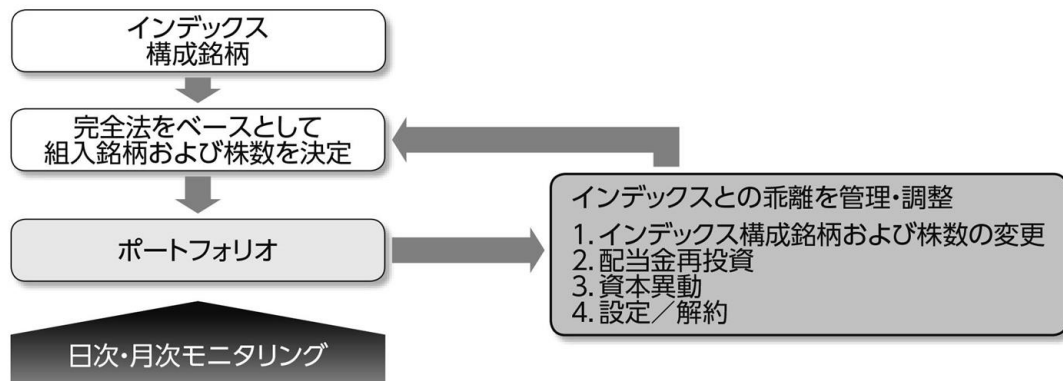 インデックス
構成銘柄
完全法をベースとして
組入銘柄および株数を決定
ポートフォリオ
日次・月次モニタリング
インデックスとの乖離を管理・調整
1. インデックス構成銘柄および株数の変更
2. 配当金再投資
3. 資本異動
4. 設定／解約